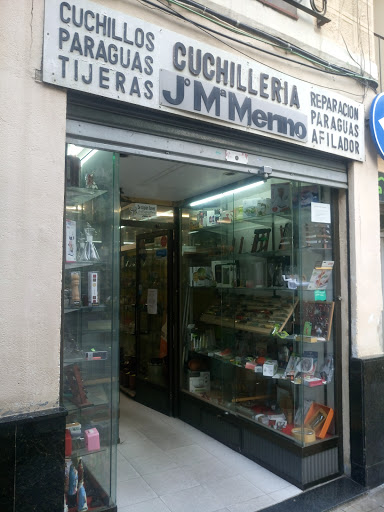 CUCHILLOS
PARAGUAS
TIJERAS
CUCHILLERIA
Jº Mª Merino
REPARACION
PARAGUAS
AFILADOR